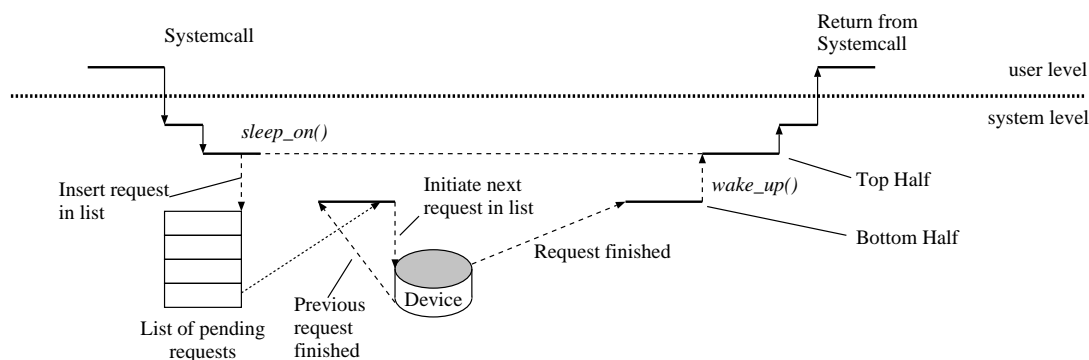 Systemcall
Return from
Systemcall
user level
system level
sleep_on()
Insert request
in list
Initiate next
request in list
wake_up()
Top Half
Bottom Half
Request finished
Device
Previous
request
finished
List of pending
requests